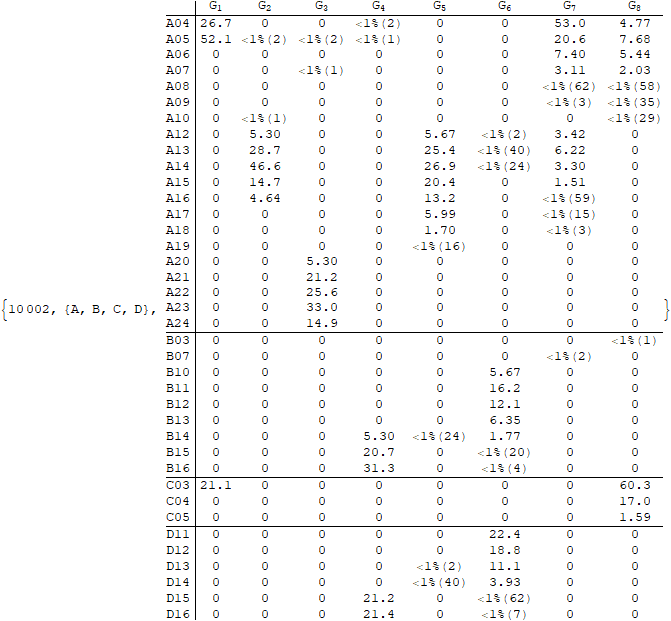 G1 G2 G3 G4 G5 G6 G7 G8
A04 26.7 0 0 <1%(2) 0 0 53.0 4.77
A05 52.1 <1%(2) <1%(2) <1%(1) 0 0 20.6 7.68
A06 0 0 0 0 0 0 7.40 5.44
A07 0 0 <1%(1) 0 0 0 3.11 2.03
A08 0 0 0 0 0 0 <1%(62) <1%(58)
A09 0 0 0 0 0 0 <1%(3) <1%(35)
A10 0 <1%(1) 0 0 0 0 0 <1%(29)
A12 0 5.30 0 0 5.67 <1%(2) 3.42 0
A13 0 28.7 0 0 25.4 <1%(40) 6.22 0
A14 0 46.6 0 0 26.9 <1%(24) 3.30 0
A15 0 14.7 0 0 20.4 0 1.51 0
A16 0 4.64 0 0 13.2 0 <1%(59) 0
A17 0 0 0 0 5.99 0 <1%(15) 0
A18 0 0 0 0 1.70 0 <1%(3) 0
A19 0 0 0 0 <1%(16) 0 0 0
A20 0 0 5.30 0 0 0 0 0
A21 0 0 21.2 0 0 0 0 0
A22 0 0 25.6 0 0 0 0 0
{10002, {A, B, C, D}, A23 0 0 33.0 0 0 0 0 0 }
A24 0 0 14.9 0 0 0 0 0
B03 0 0 0 0 0 0 0 <1%(1)
B07 0 0 0 0 0 0 <1%(2) 0
B10 0 0 0 0 0 5.67 0 0
B11 0 0 0 0 0 16.2 0 0
B12 0 0 0 0 0 12.1 0 0
B13 0 0 0 0 0 6.35 0 0
B14 0 0 0 5.30 <1%(24) 1.77 0 0
B15 0 0 0 20.7 0 <1%(20) 0 0
B16 0 0 0 31.3 0 <1%(4) 0 0
C03 21.1 0 0 0 0 0 0 60.3
C04 0 0 0 0 0 0 0 17.0
C05 0 0 0 0 0 0 0 1.59
D11 0 0 0 0 0 22.4 0 0
D12 0 0 0 0 0 18.8 0 0
D13 0 0 0 0 <1%(2) 11.1 0 0
D14 0 0 0 0 <1%(40) 3.93 0 0
D15 0 0 0 21.2 0 <1%(62) 0 0
D16 0 0 0 21.4 0 <1%(7) 0 0